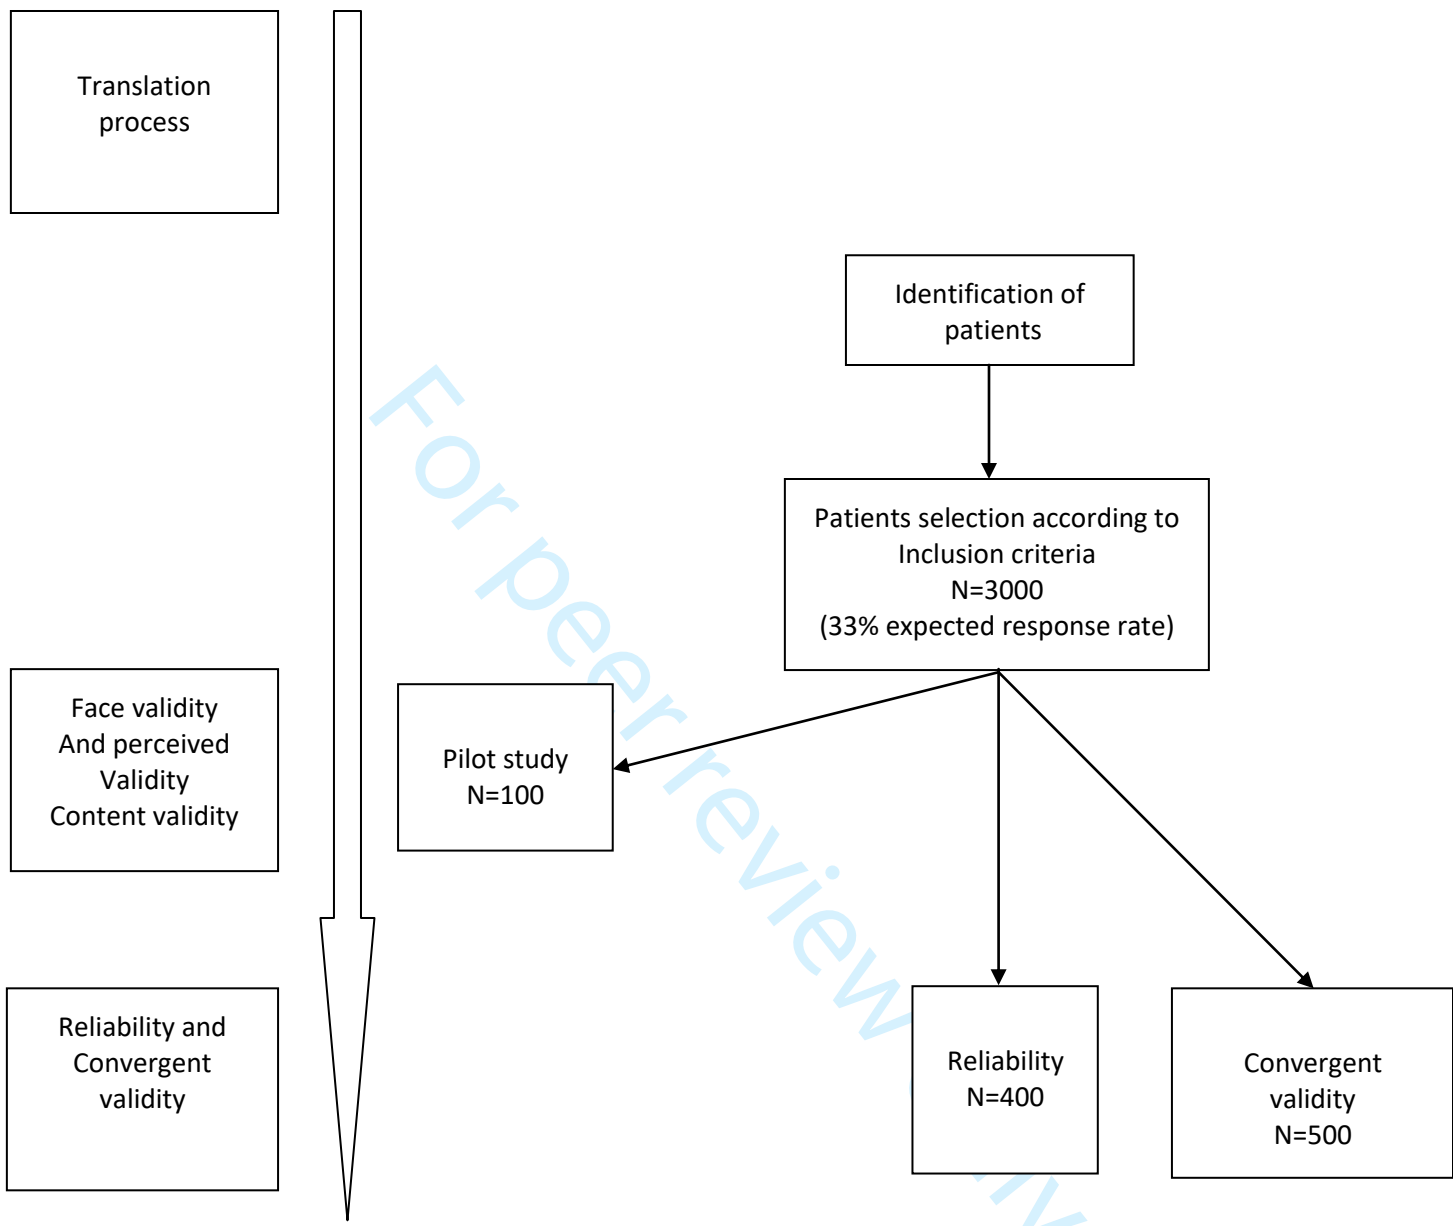 Translation
process
Identification of
patients
Patients selection according to
Inclusion criteria
N=3000
(33% expected response rate)
Face validity
And perceived
Validity
Content validity
Pilot study
N=100
Reliability and
Convergent
validity
Reliability
N=400
Convergent
validity
N=500
For peer review